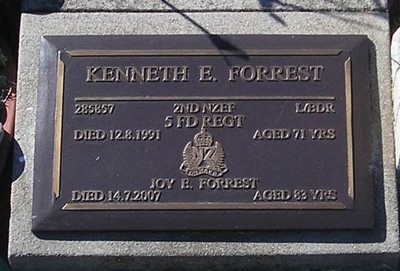 KENNETH E. FORREST
285857 2ND NZEF L/BDR
5 FD REGT
DIED 12.8.1991 AGED 71 YRS
JOY E. FORREST
DIED 14.7.2007 AGED 83 YRS